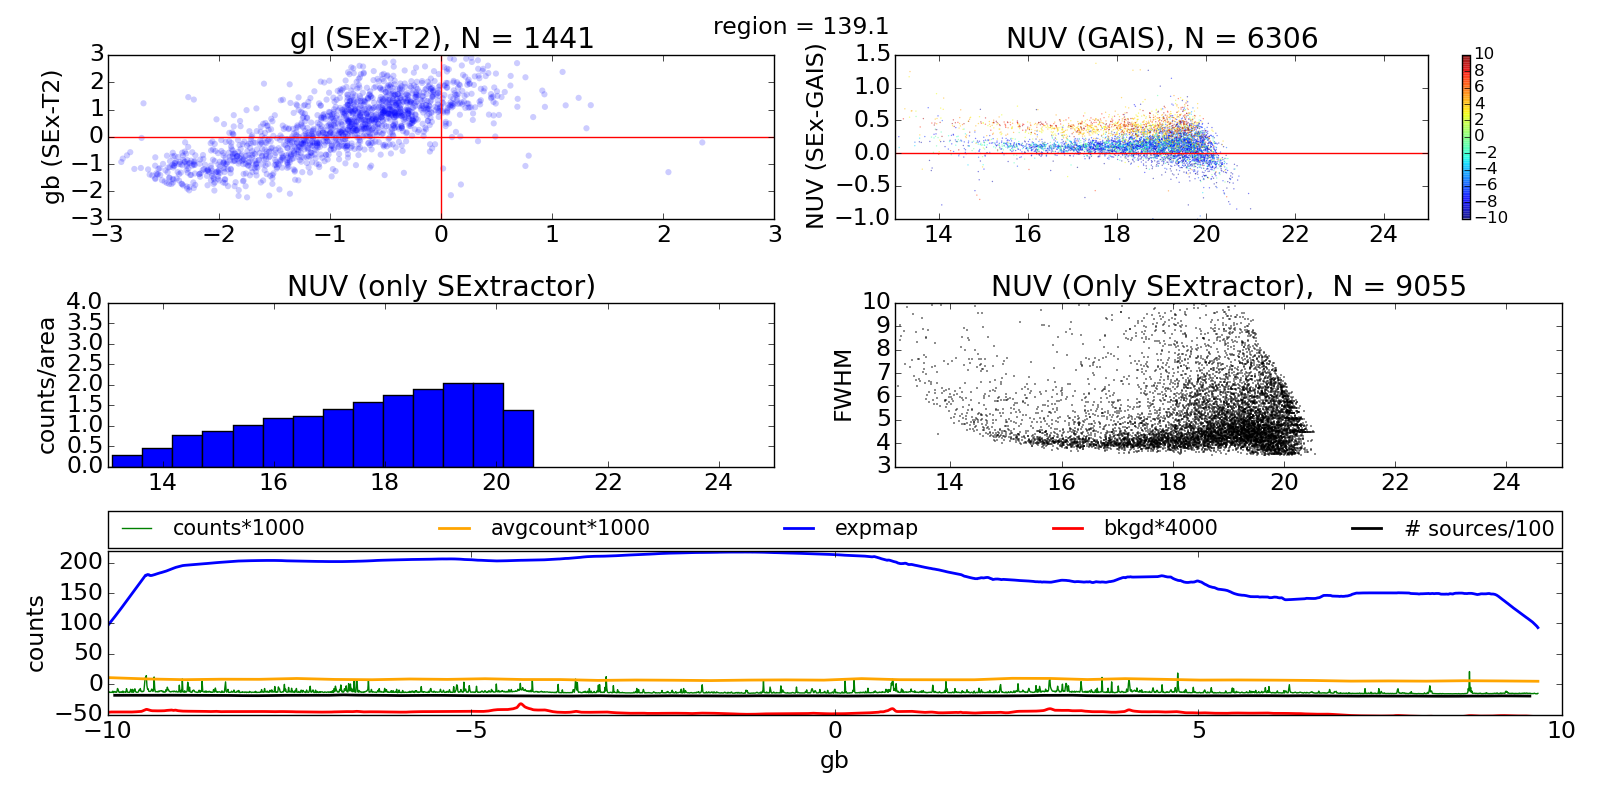 region = 139.1
gl (SEx-T2), N = 1441
gb (SEx-T2)
3
2
1
0
−1
−2
−3
−3 −2 −1 0 1 2 3
NUV (GAIS), N = 6306
NUV (SEx-GAIS)
1.5
1.0
0.5
0.0
−0.5
−1.0
14 16 18 20 22 24
10
8
6
4
2
0
−2
−4
−6
−8
−10
NUV (only SExtractor)
counts/area
4.0
3.5
3.0
2.5
2.0
1.5
1.0
0.5
0.0
14 16 18 20 22 24
NUV (Only SExtractor), N = 9055
FWHM
10
9
8
7
6
5
4
3
14 16 18 20 22 24
counts*1000 avgcount*1000 expmap bkgd*4000 # sources/100
counts
200
150
100
50
0
−50
−10 −5 0 5 10
gb